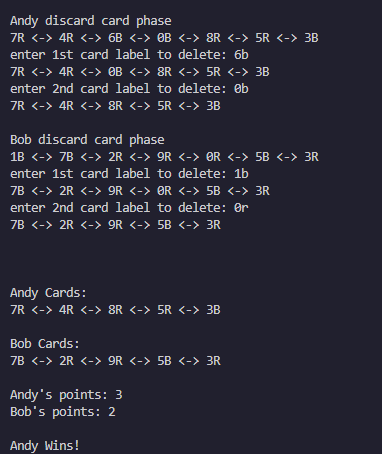 Andy discard card phase
7R <-> 4R <-> 6B <-> 0B <-> 8R <-> 5R <-> 3B
enter 1st card label to delete: 6b
7R <-> 4R <-> 0B <-> 8R <-> 5R <-> 3B
enter 2nd card label to delete: 0b
7R <-> 4R <-> 8R <-> 5R <-> 3B
Bob discard card phase
1B <-> 7B <-> 2R <-> 9R <-> 0R <-> 5B <-> 3R
enter 1st card label to delete: 1b
7B <-> 2R <-> 9R <-> 0R <-> 5B <-> 3R
enter 2nd card label to delete: 0r
7B <-> 2R <-> 9R <-> 5B <-> 3R
Andy Cards:
7R <-> 4R <-> 8R <-> 5R <-> 3B
Bob Cards:
7B <-> 2R <-> 9R <-> 5B <-> 3R
Andy's points: 3
Bob's points: 2
Andy Wins!